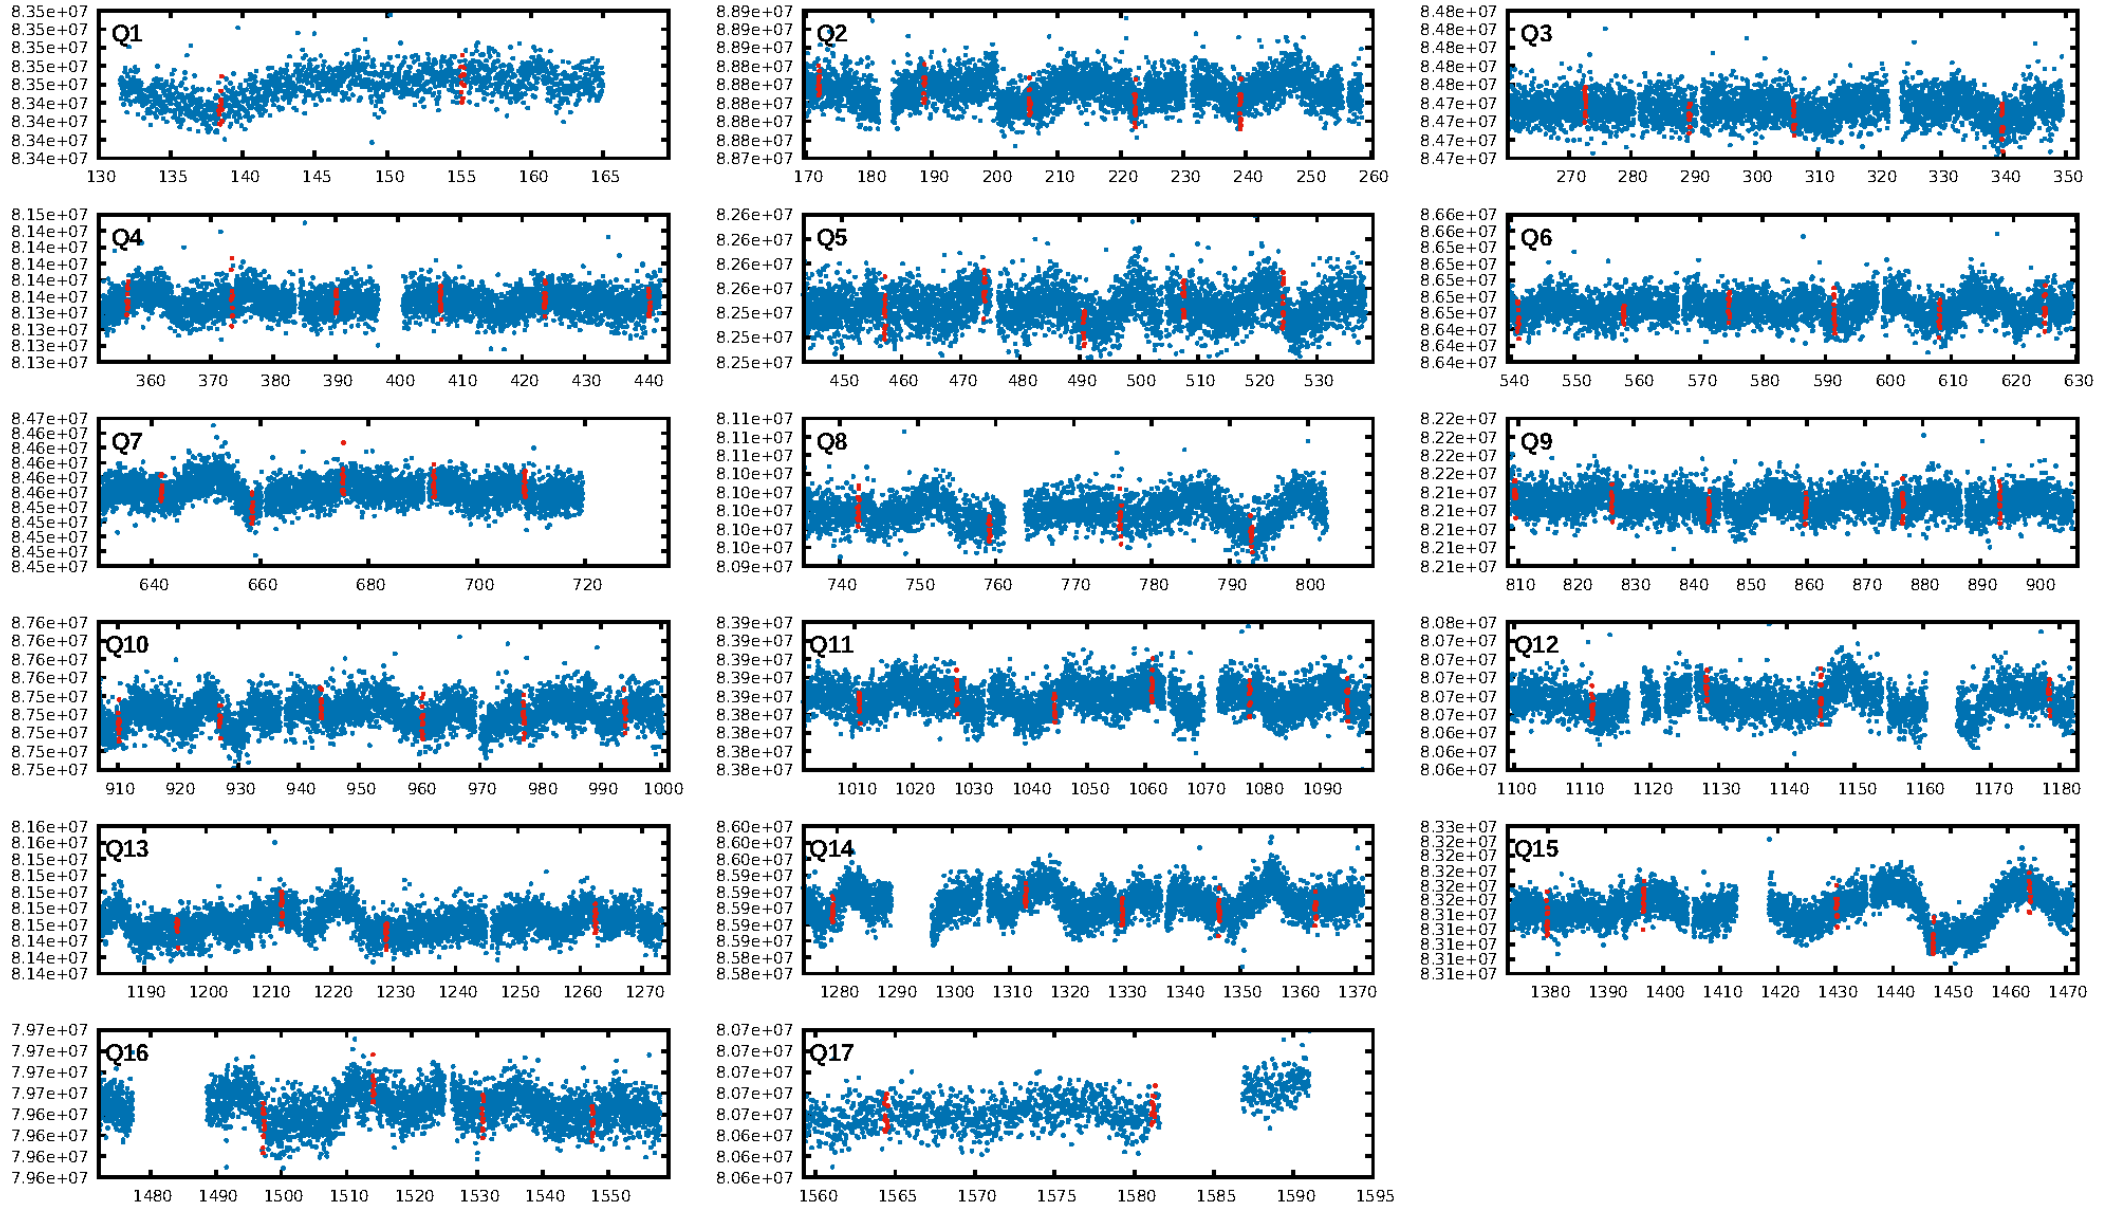 8.35e+07 8.35e+07 8.35e+07 8.35e+07 8.35e+07 8.34e+07 8.34e+07 8.34e+07 8.34e+07
Q1
130 135 140 145 150 155 160 165
8.89e+07 8.89e+07 8.89e+07 8.88e+07 8.88e+07 8.88e+07 8.88e+07 8.88e+07 8.87e+07
Q2
170 180 190 200 210 220 230 240 250 260
8.48e+07 8.48e+07 8.48e+07 8.48e+07 8.48e+07 8.47e+07 8.47e+07 8.47e+07 8.47e+07
Q3
270 280 290 300 310 320 330 340 350
8.15e+07 8.14e+07 8.14e+07 8.14e+07 8.14e+07 8.14e+07 8.13e+07 8.13e+07 8.13e+07 8.13e+07
Q4
360 370 380 390 400 410 420 430 440
8.26e+07 8.26e+07 8.26e+07 8.26e+07 8.25e+07 8.25e+07 8.25e+07
Q5
450 460 470 480 490 500 510 520 530
8.66e+07 8.65e+07 8.65e+07 8.65e+07 8.65e+07 8.65e+07 8.65e+07 8.64e+07 8.64e+07 8.64e+07
Q6
540 550 560 570 580 590 600 610 620 630
8.47e+07 8.46e+07 8.46e+07 8.46e+07 8.46e+07 8.46e+07 8.45e+07 8.45e+07 8.45e+07 8.45e+07 8.45e+07
Q7
640 660 680 700 720
8.11e+07 8.11e+07 8.11e+07 8.10e+07 8.10e+07 8.10e+07 8.10e+07 8.10e+07 8.09e+07
Q8
740 750 760 770 780 790 800
8.22e+07 8.22e+07 8.22e+07 8.22e+07 8.21e+07 8.21e+07 8.21e+07 8.21e+07 8.21e+07
Q9
810 820 830 840 850 860 870 880 890 900
8.76e+07 8.76e+07 8.76e+07 8.76e+07 8.75e+07 8.75e+07 8.75e+07 8.75e+07 8.75e+07
Q10
910 920 930 940 950 960 970 980 990 1000
8.39e+07 8.39e+07 8.39e+07 8.39e+07 8.39e+07 8.38e+07 8.38e+07 8.38e+07 8.38e+07
Q11
1010 1020 1030 1040 1050 1060 1070 1080 1090
8.08e+07 8.07e+07 8.07e+07 8.07e+07 8.07e+07 8.07e+07 8.06e+07 8.06e+07 8.06e+07
Q12
1100 1110 1120 1130 1140 1150 1160 1170 1180
8.16e+07 8.16e+07 8.15e+07 8.15e+07 8.15e+07 8.15e+07 8.14e+07 8.14e+07 8.14e+07
Q13
1190 1200 1210 1220 1230 1240 1250 1260 1270
8.60e+07 8.60e+07 8.60e+07 8.59e+07 8.59e+07 8.59e+07 8.59e+07 8.59e+07 8.58e+07 8.58e+07
Q14
1280 1290 1300 1310 1320 1330 1340 1350 1360 1370
8.33e+07 8.32e+07 8.32e+07 8.32e+07 8.32e+07 8.32e+07 8.31e+07 8.31e+07 8.31e+07 8.31e+07 8.31e+07
Q15
1380 1390 1400 1410 1420 1430 1440 1450 1460 1470
7.97e+07 7.97e+07 7.97e+07 7.97e+07 7.96e+07 7.96e+07 7.96e+07 7.96e+07
Q16
1480 1490 1500 1510 1520 1530 1540 1550
8.07e+07 8.07e+07 8.07e+07 8.07e+07 8.07e+07 8.06e+07 8.06e+07 8.06e+07
Q17
1560 1565 1570 1575 1580 1585 1590 1595